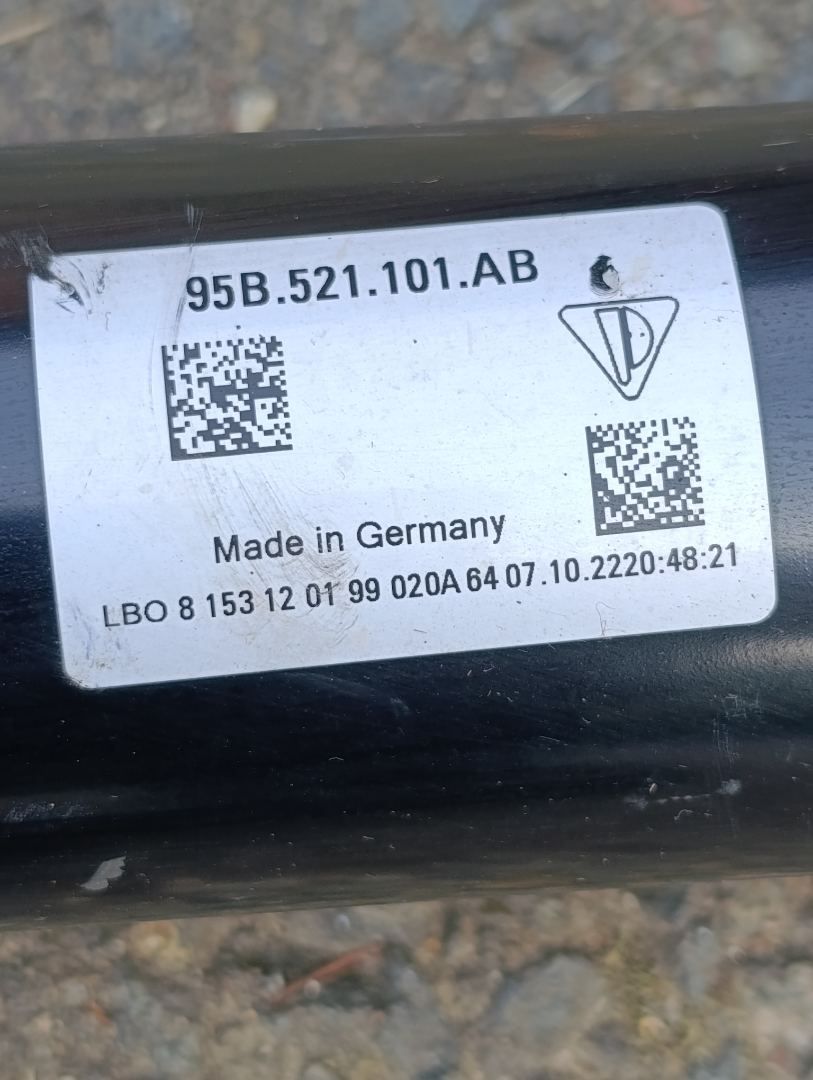 95B.521.101.AB
Made in Germany
LBO 8 153 12 01 99 020A 64 07.10.2220:48:21